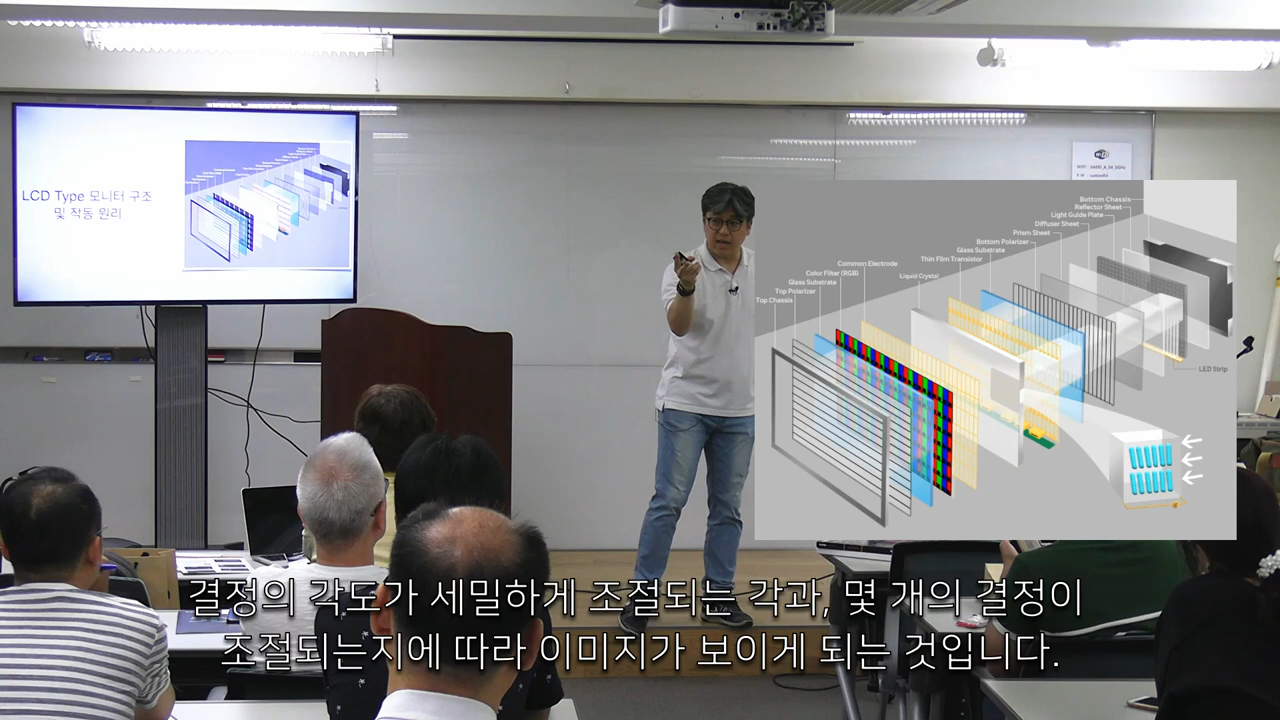 LCD Type 모니터 구조
및 작동 원리
Bottom Chassis
Reflector Sheet
Light Guide Plate
Diffuser Sheet
Prism Sheet
Bottom Polarizer
Glass Substrate
Thin Film Transistor
Common Electrode
Liquid Crystal
Color Filter (RGB)
Glass Substrate
Top Polarizer
Top Chassis
LED Strip
결정의 각도가 세밀하게 조절되는 각과, 몇 개의 결정이
조절되는지에 따라 이미지가 보이게 되는 것입니다.